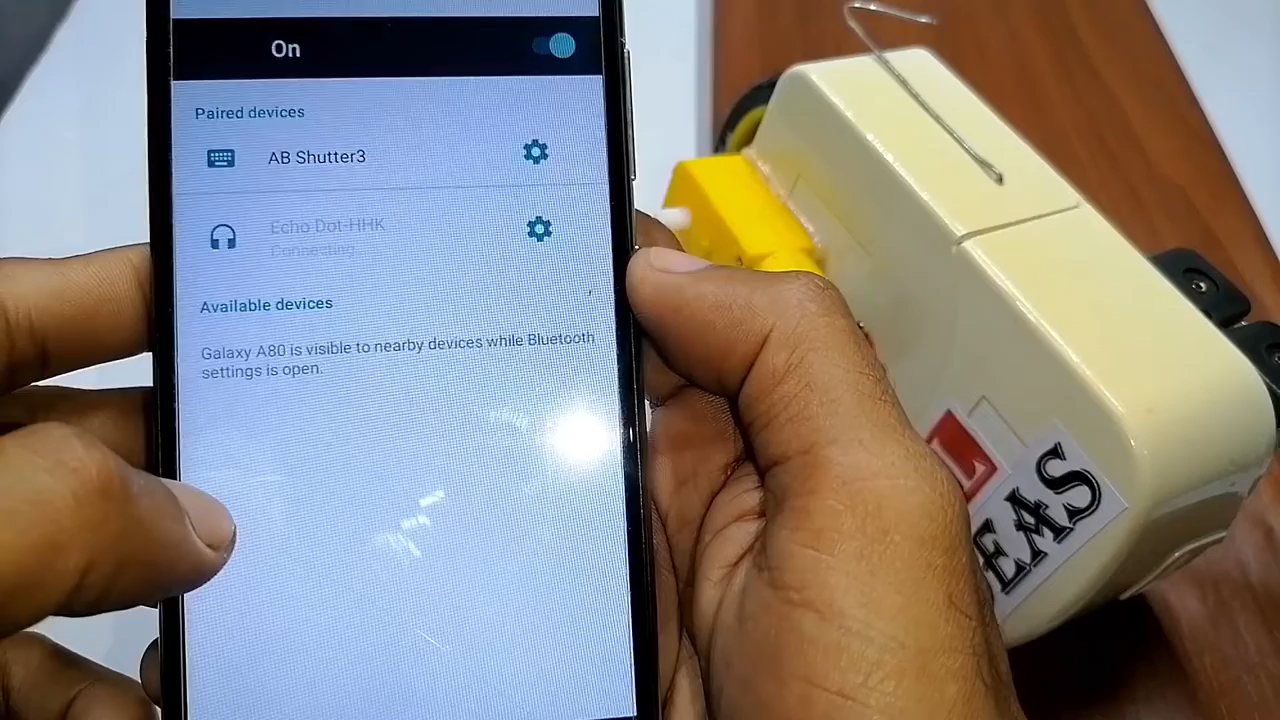 On
Paired devices
AB Shutter3
Echo Dot-HHK
Connecting...
Available devices
Galaxy A80 is visible to nearby devices while Bluetooth
settings is open.
L
EAS